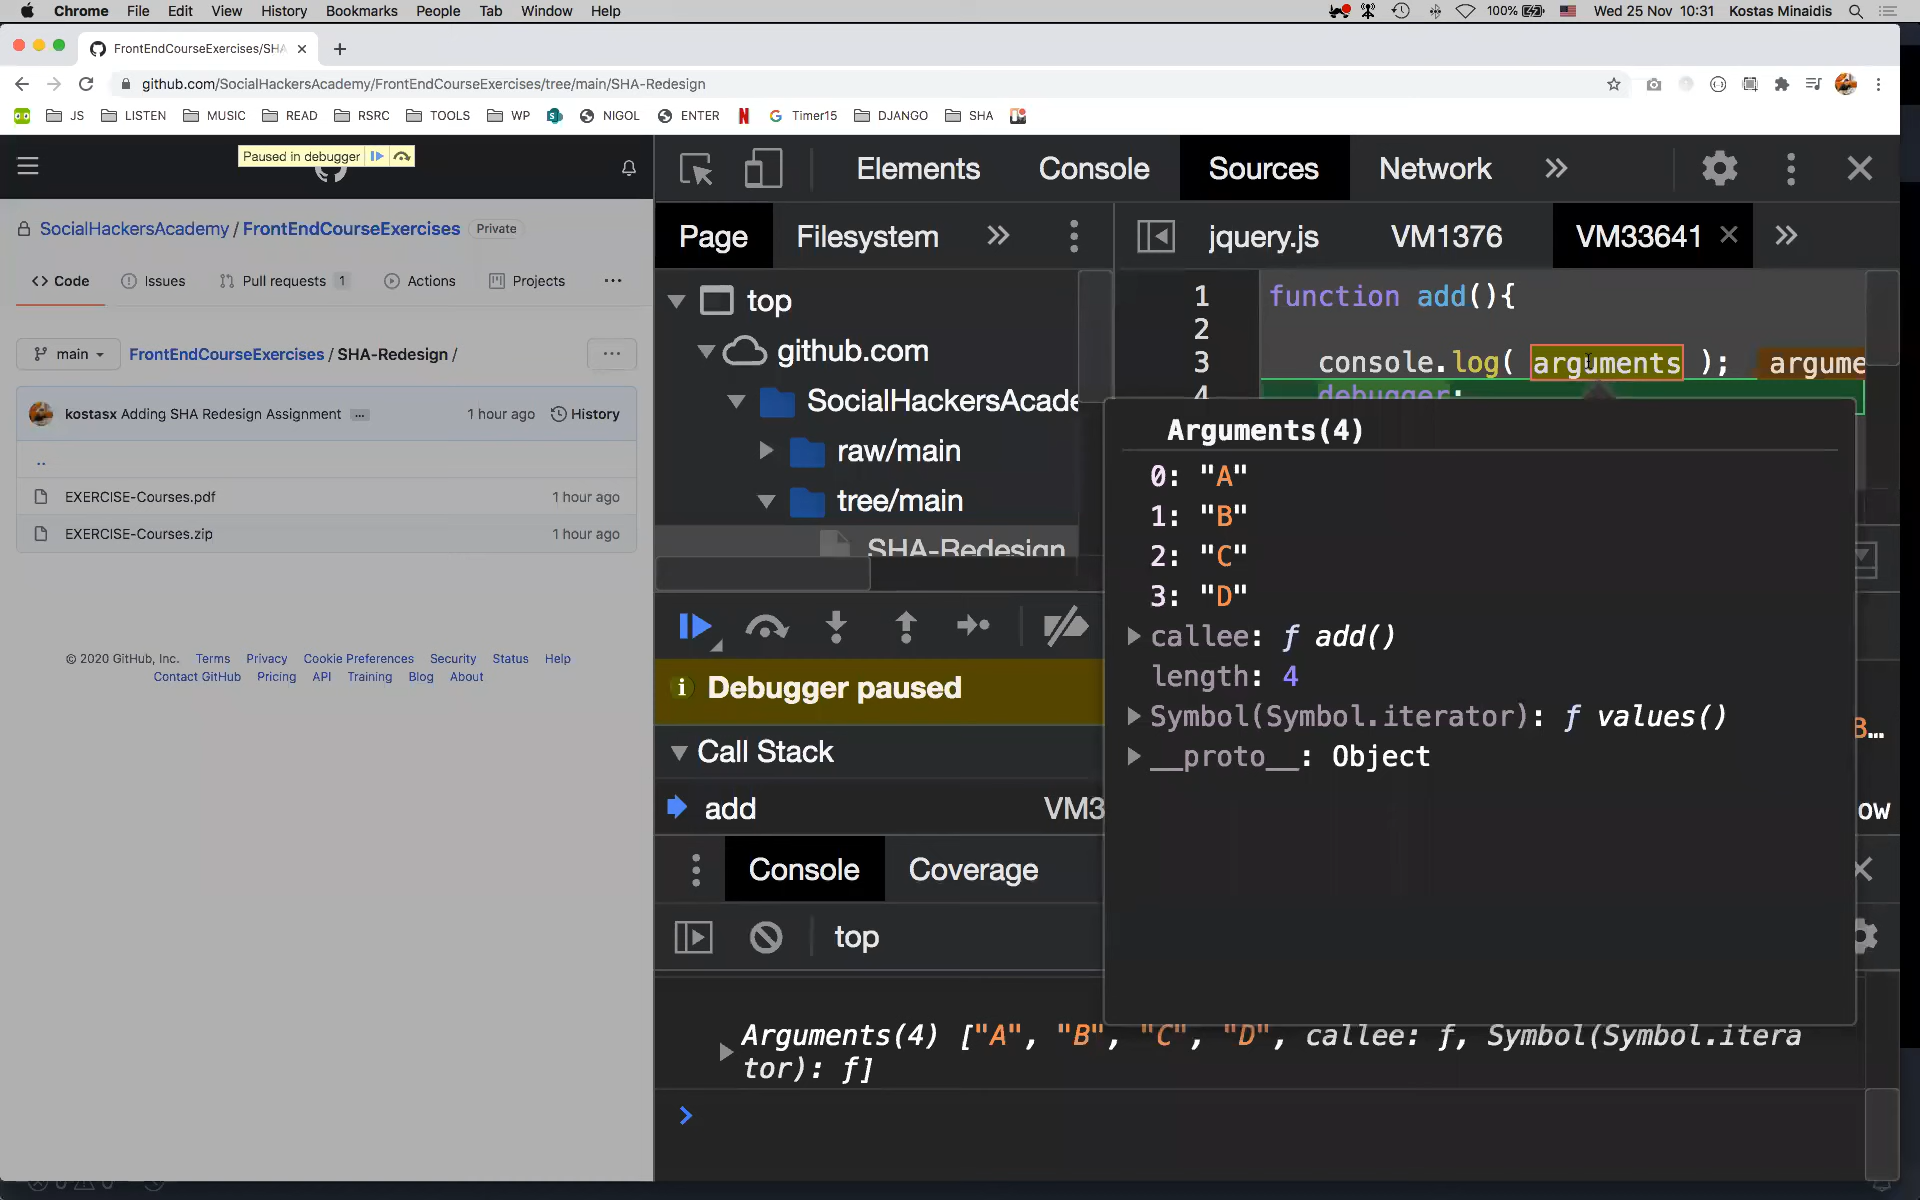 Chrome File Edit View History Bookmarks People Tab Window Help 100% Wed 25 Nov 10:31 Kostas Minaidis
FrontEndCourseExercises/SHA
github.com/SocialHackersAcademy/FrontEndCourseExercises/tree/main/SHA-Redesign
JS LISTEN MUSIC READ RSRC TOOLS WP NIGOL ENTER Timer15 DJANGO SHA
Paused in debugger
SocialHackersAcademy / FrontEndCourseExercises Private
<> Code Issues Pull requests 1 Actions Projects ...
main FrontEndCourseExercises / SHA-Redesign / ...
kostasx Adding SHA Redesign Assignment ... 1 hour ago History
..
EXERCISE-Courses.pdf 1 hour ago
EXERCISE-Courses.zip 1 hour ago
© 2020 GitHub, Inc. Terms Privacy Cookie Preferences Security Status Help
Contact GitHub Pricing API Training Blog About
Elements Console Sources Network »
Page Filesystem »
top
github.com
SocialHackersAcade
raw/main
tree/main
SHA-Redesign
jquery.js VM1376 VM33641 »
1 function add(){
2
3 console.log( arguments ); argume
4 debugger;
Arguments(4)
0: "A"
1: "B"
2: "C"
3: "D"
callee: ƒ add()
length: 4
Symbol(Symbol.iterator): ƒ values()
__proto__: Object
B…
ow
Debugger paused
Call Stack
add VM3
Console Coverage
top
Arguments(4) ["A", "B", "C", "D", callee: ƒ, Symbol(Symbol.itera
tor): ƒ]
>